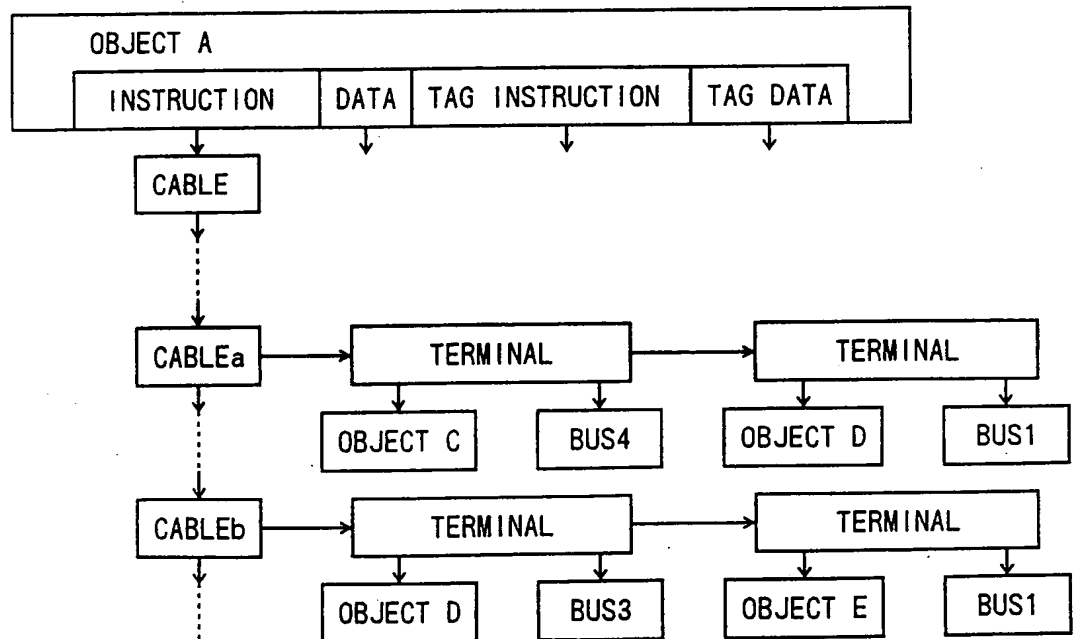 OBJECT A
INSTRUCTION DATA TAG INSTRUCTION TAG DATA
CABLE
CABLEa TERMINAL TERMINAL
OBJECT C BUS4 OBJECT D BUS1
CABLEb TERMINAL TERMINAL
OBJECT D BUS3 OBJECT E BUS1